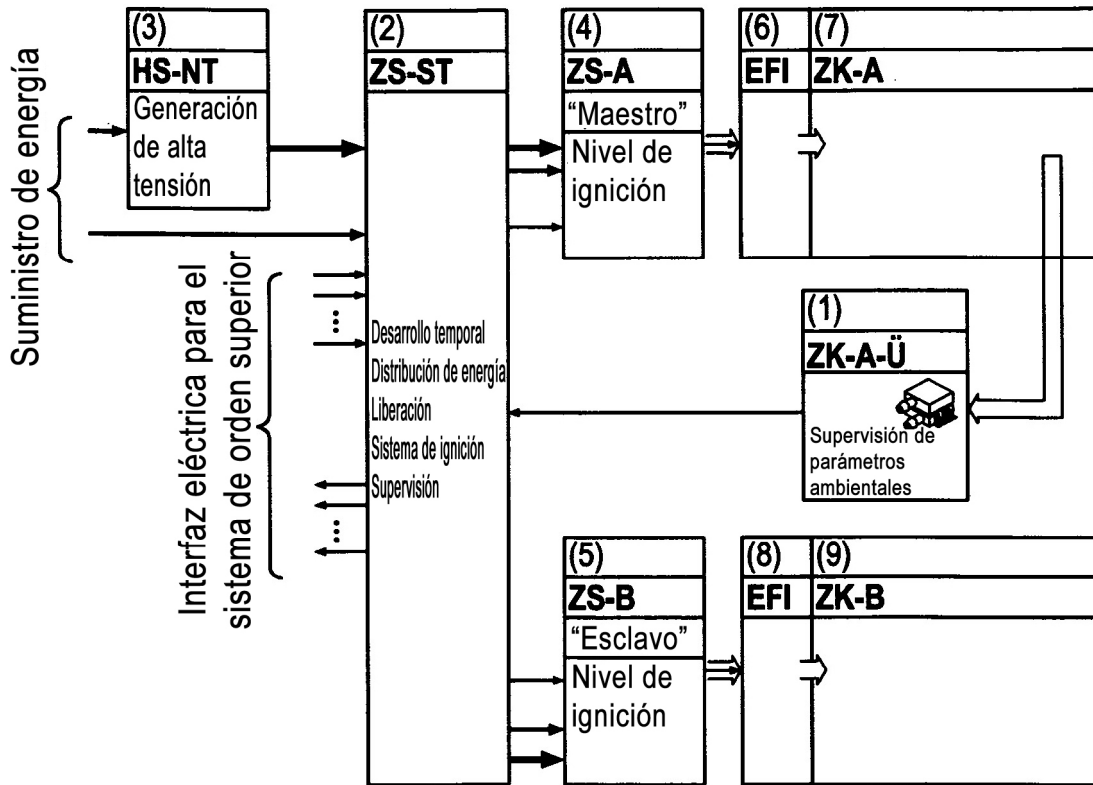 Suministro de energía
(3)
HS-NT
Generación
de alta
tensión
Interfaz eléctrica para el
sistema de orden superior
(2)
ZS-ST
Desarrollo temporal
Distribución de energía
Liberación
Sistema de ignición
Supervisión
(4)
ZS-A
“Maestro”
Nivel de
ignición
(6)
EFI
(7)
ZK-A
(1)
ZK-A-Ü
Supervisión de
parámetros
ambientales
(5)
ZS-B
“Esclavo”
Nivel de
ignición
(8)
EFI
(9)
ZK-B